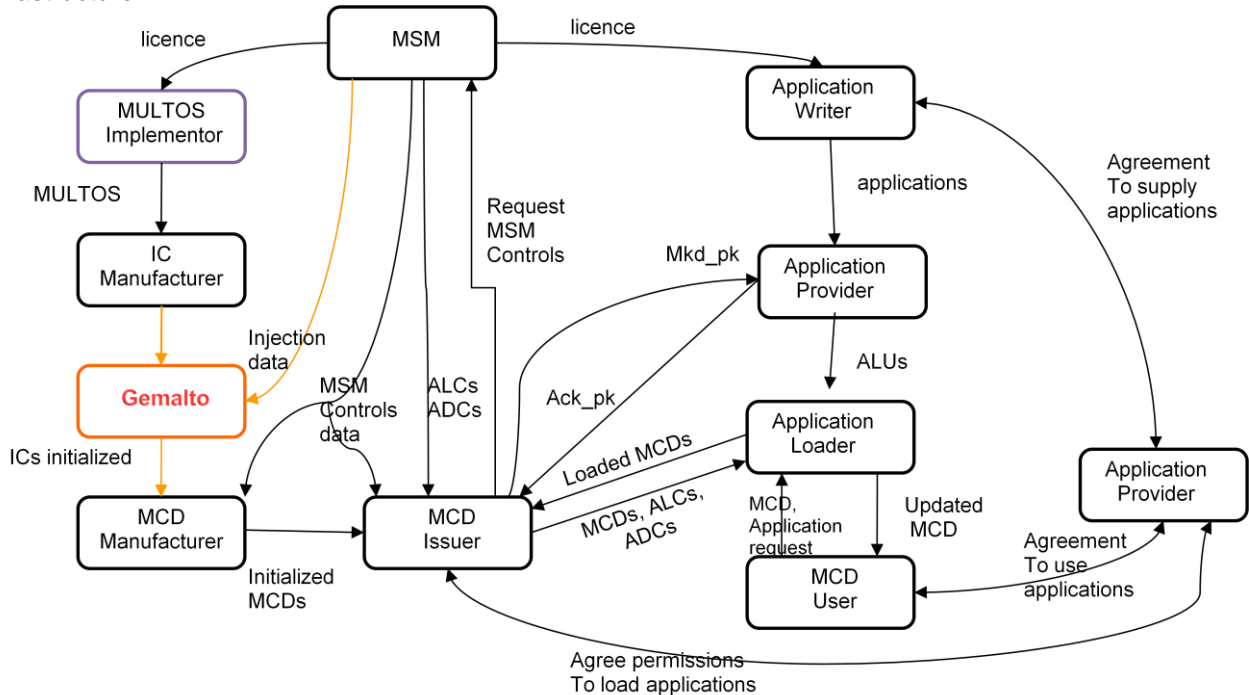 licence
MSM
licence
MULTOS
Implementor
Application
Writer
MULTOS
applications
Agreement
To supply
applications
Request
MSM
Controls
IC
Manufacturer
Mkd_pk
Application
Provider
Injection
data
ALUs
Gemalto
MSM
Controls
data
ALCs
ADCs
Ack_pk
Application
Loader
ICs initialized
Loaded MCDs
MCDs, ALCs,
ADCs
Application
Provider
MCD
Manufacturer
MCD
Issuer
MCD,
Application
request
Updated
MCD
Initialized
MCDs
MCD
User
Agreement
To use
applications
Agree permissions
To load applications